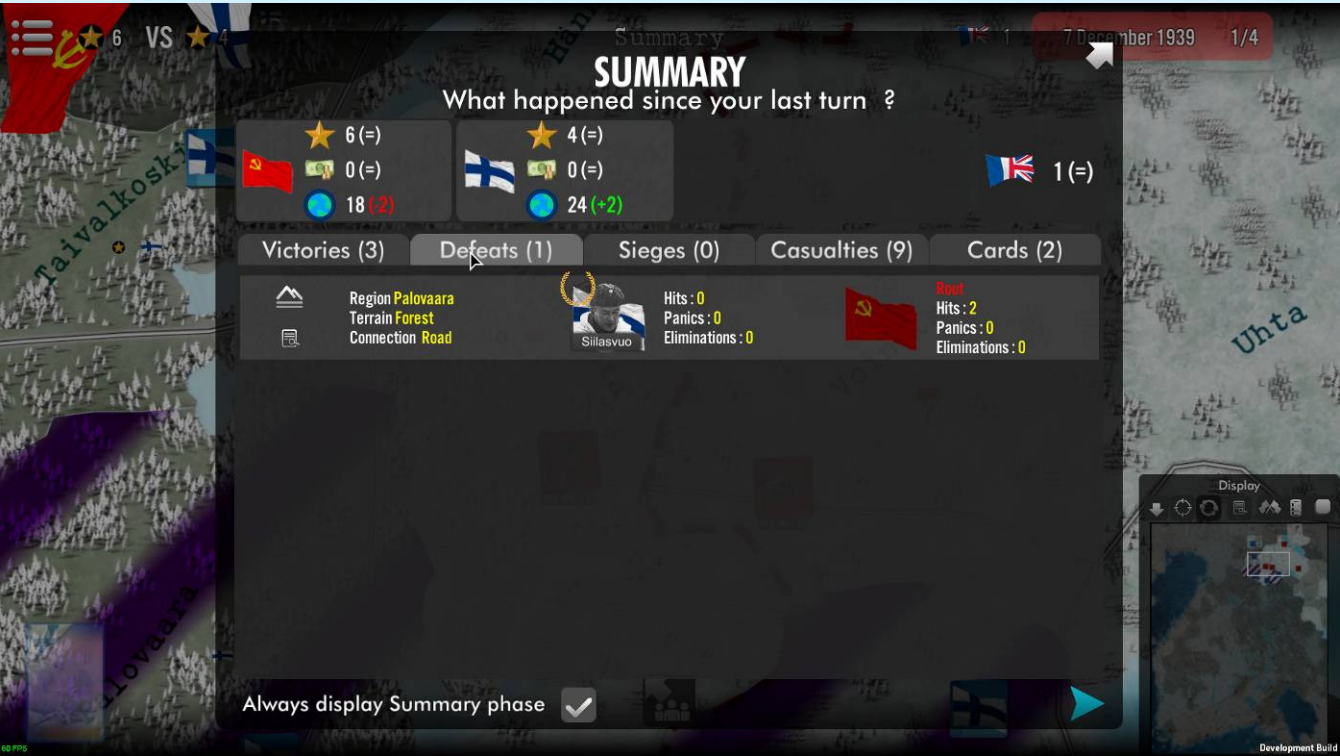 6 VS 4
Summary
1
7 December 1939 1/4
SUMMARY
What happened since your last turn ?
6 (=)
0 (=)
18 (-2)
4 (=)
0 (=)
24 (+2)
1 (=)
Victories (3)
Defeats (1)
Sieges (0)
Casualties (9)
Cards (2)
Region Palovaara
Terrain Forest
Connection Road
Siilasvuo
Hits : 0
Panics : 0
Eliminations : 0
Rout
Hits : 2
Panics : 0
Eliminations : 0
Taivalkoski
Uhta
Display
Always display Summary phase
60 FPS
Development Build